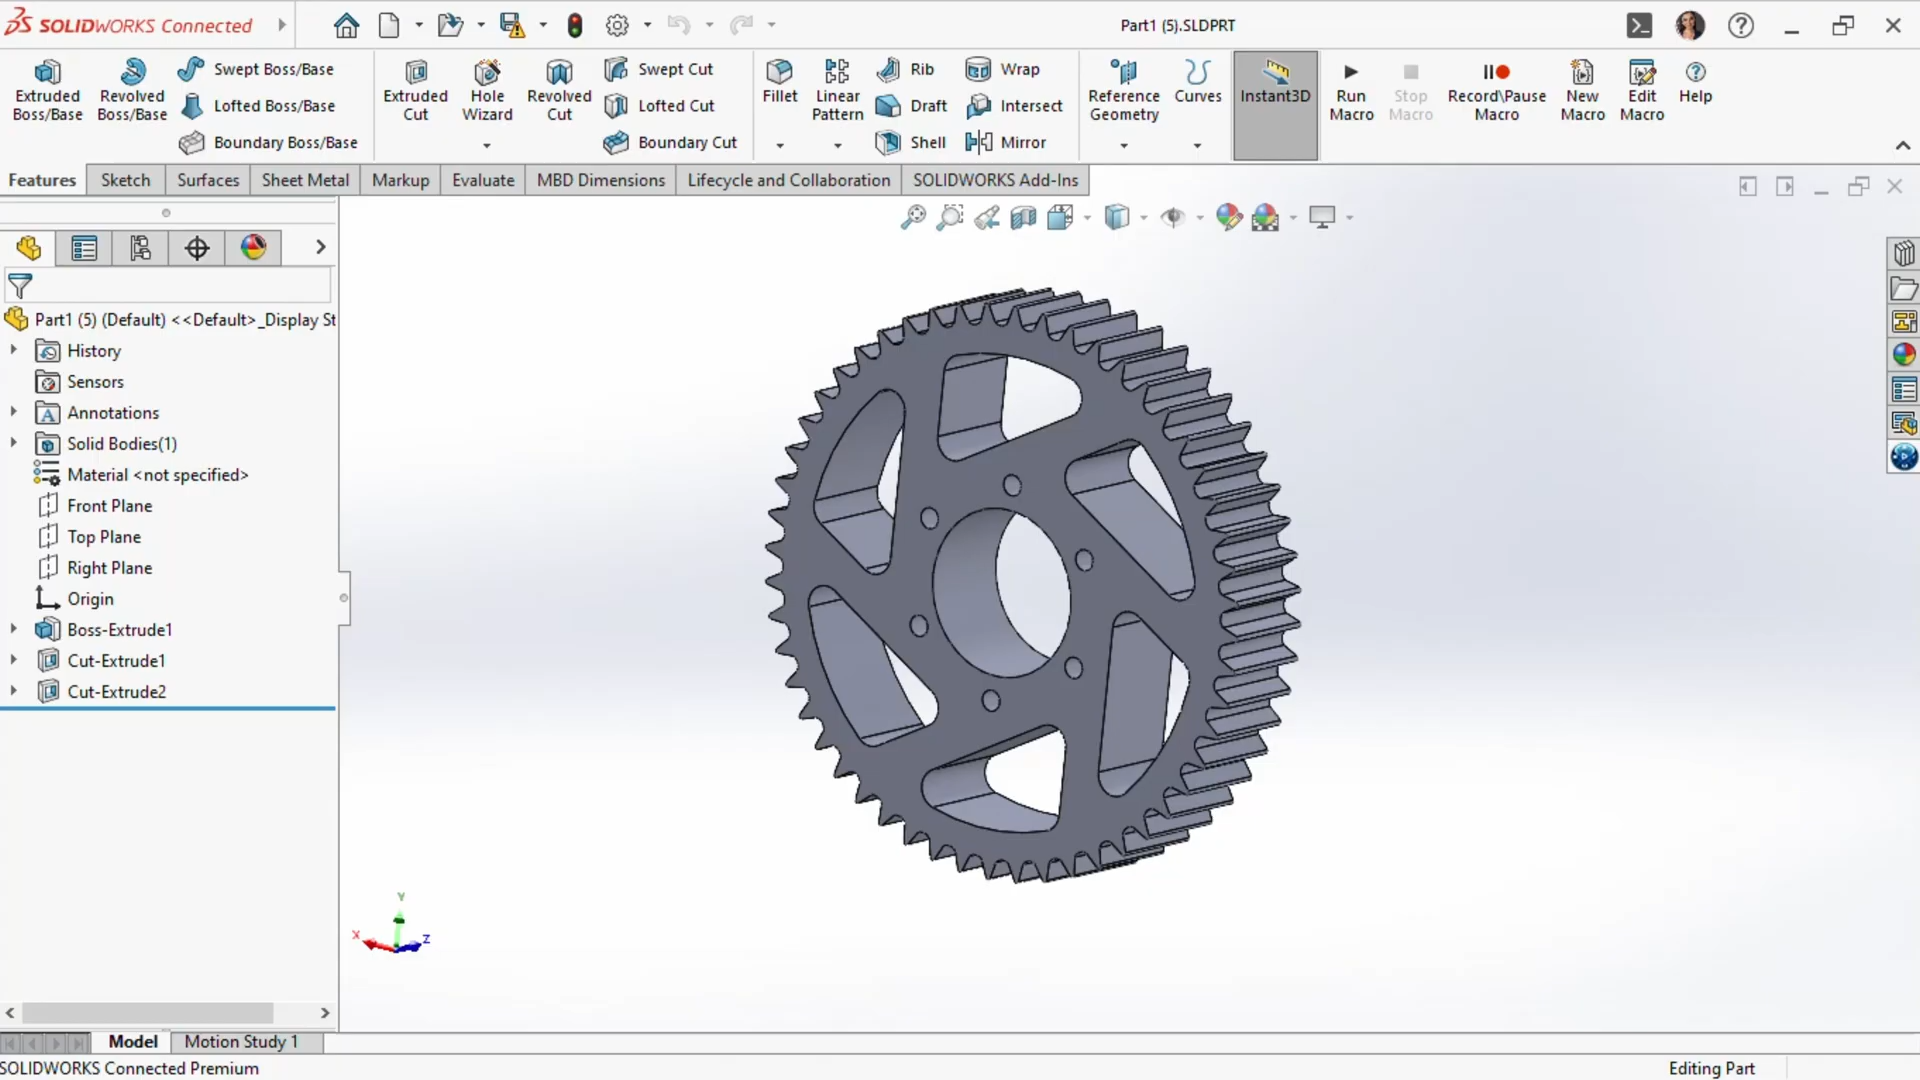 SOLIDWORKS Connected
Part1 (5).SLDPRT
Extruded Boss/Base
Revolved Boss/Base
Swept Boss/Base
Lofted Boss/Base
Boundary Boss/Base
Extruded Cut
Hole Wizard
Revolved Cut
Swept Cut
Lofted Cut
Boundary Cut
Fillet
Linear Pattern
Rib
Draft
Shell
Wrap
Intersect
Mirror
Reference Geometry
Curves
Instant3D
Run Macro
Stop Macro
Record\Pause Macro
New Macro
Edit Macro
Help
Features
Sketch
Surfaces
Sheet Metal
Markup
Evaluate
MBD Dimensions
Lifecycle and Collaboration
SOLIDWORKS Add-Ins
Part1 (5) (Default) <<Default>_Display St
History
Sensors
Annotations
Solid Bodies(1)
Material <not specified>
Front Plane
Top Plane
Right Plane
Origin
Boss-Extrude1
Cut-Extrude1
Cut-Extrude2
Y
X
Z
Model
Motion Study 1
SOLIDWORKS Connected Premium
Editing Part